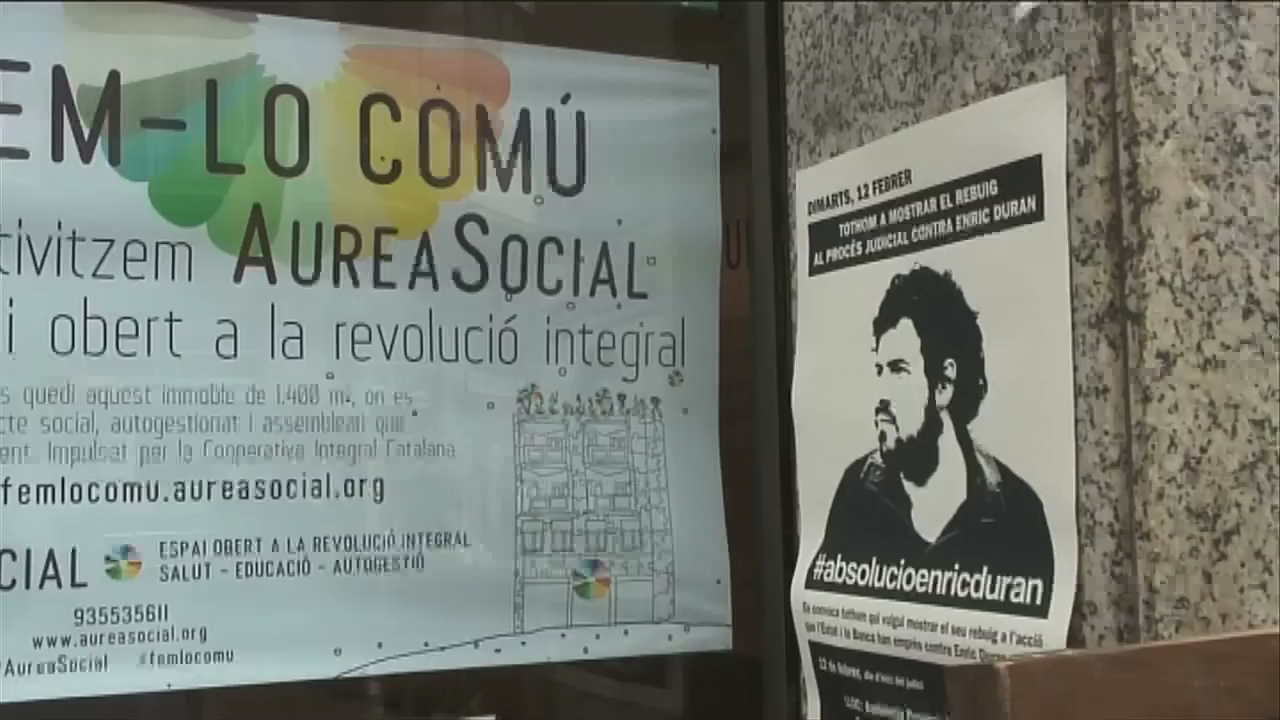 EM-LO COMÚ
tivitzem AUREASOCIAL
i obert a la revolució integral
s quedi aquest immoble de 1.400 m², on es
cte social, autogestionat i assembleari que
ent. Impulsat per la Cooperativa Integral Catalana
femlocomu.aureasocial.org
CIAL
ESPAI OBERT A LA REVOLUCIÓ INTEGRAL
SALUT - EDUCACIÓ - AUTOGESTIÓ
935535611
www.aureasocial.org
AureaSocial #femlocomu
DIMARTS, 12 FEBRER
TOTHOM A MOSTRAR EL REBUIG
AL PROCÉS JUDICIAL CONTRA ENRIC DURAN
#absolucioenricduran
Es convoca tothom qui vulgui mostrar el seu rebuig a l'acció
que l'Estat i la Banca han emprès contra Enric Duran
12 de febrer, dia d'inici del judici
LLOC: